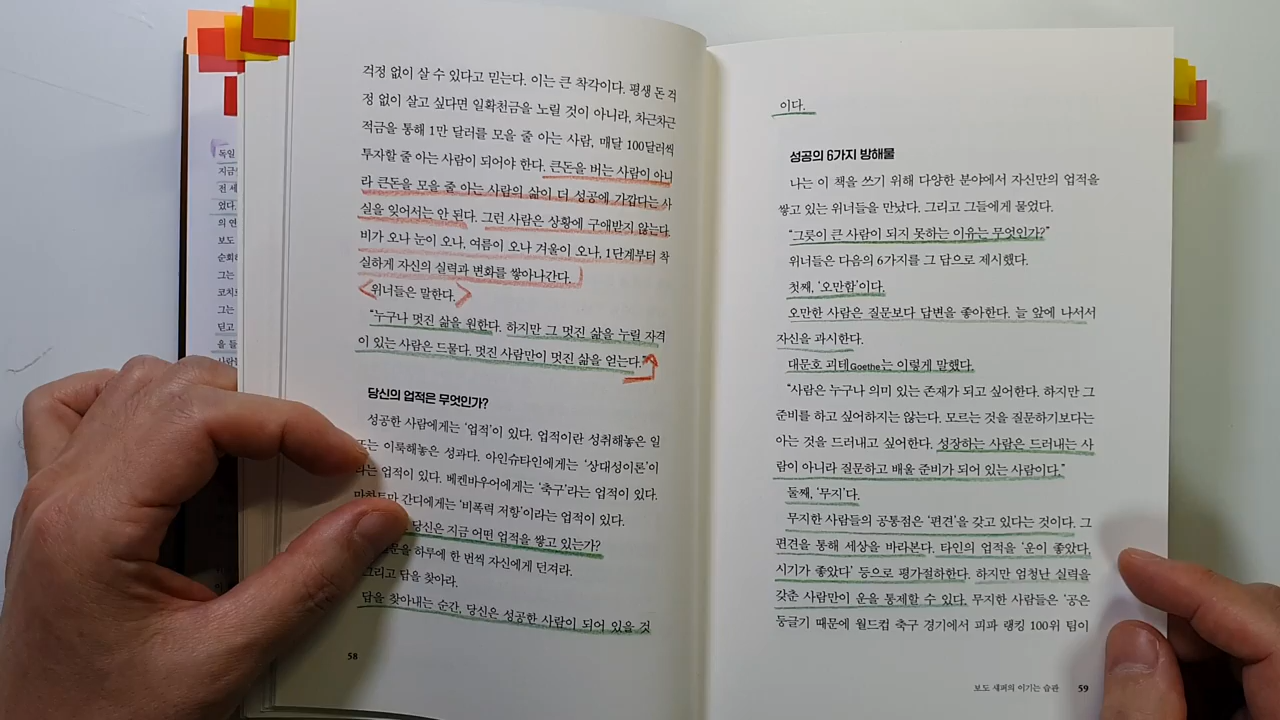 걱정 없이 살 수 있다고 믿는다. 이는 큰 착각이다. 평생 돈 걱
정 없이 살고 싶다면 일확천금을 노릴 것이 아니라, 차근차근
적금을 통해 1만 달러를 모을 줄 아는 사람, 매달 100달러씩
투자할 줄 아는 사람이 되어야 한다. 큰돈을 버는 사람이 아니
라 큰돈을 모을 줄 아는 사람의 삶이 더 성공에 가깝다는 사
실을 잊어서는 안 된다. 그런 사람은 상황에 구애받지 않는다.
비가 오나 눈이 오나, 여름이 오나 겨울이 오나, 1단계부터 착
실하게 자신의 실력과 변화를 쌓아나간다.
위너들은 말한다.
“누구나 멋진 삶을 원한다. 하지만 그 멋진 삶을 누릴 자격
이 있는 사람은 드물다. 멋진 사람만이 멋진 삶을 얻는다.”
당신의 업적은 무엇인가?
성공한 사람에게는 ‘업적’이 있다. 업적이란 성취해놓은 일
또는 이룩해놓은 성과다. 아인슈타인에게는 ‘상대성이론’이
라는 업적이 있다. 베켄바우어에게는 ‘축구’라는 업적이 있다.
마하트마 간디에게는 ‘비폭력 저항’이라는 업적이 있다.
당신은 지금 어떤 업적을 쌓고 있는가?
하루에 한 번씩 자신에게 던져라.
그리고 답을 찾아라.
답을 찾아내는 순간, 당신은 성공한 사람이 되어 있을 것
58
이다.
성공의 6가지 방해물
나는 이 책을 쓰기 위해 다양한 분야에서 자신만의 업적을
쌓고 있는 위너들을 만났다. 그리고 그들에게 물었다.
“그릇이 큰 사람이 되지 못하는 이유는 무엇인가?”
위너들은 다음의 6가지를 그 답으로 제시했다.
첫째, ‘오만함’이다.
오만한 사람은 질문보다 답변을 좋아한다. 늘 앞에 나서서
자신을 과시한다.
대문호 괴테Goethe는 이렇게 말했다.
“사람은 누구나 의미 있는 존재가 되고 싶어한다. 하지만 그
준비를 하고 싶어하지는 않는다. 모르는 것을 질문하기보다는
아는 것을 드러내고 싶어한다. 성장하는 사람은 드러내는 사
람이 아니라 질문하고 배울 준비가 되어 있는 사람이다.”
둘째, ‘무지’다.
무지한 사람들의 공통점은 ‘편견’을 갖고 있다는 것이다. 그
편견을 통해 세상을 바라본다. 타인의 업적을 ‘운이 좋았다,
시기가 좋았다’ 등으로 평가절하한다. 하지만 엄청난 실력을
갖춘 사람만이 운을 통제할 수 있다. 무지한 사람들은 ‘공은
둥글기 때문에 월드컵 축구 경기에서 피파 랭킹 100위 팀이
보도 섀퍼의 이기는 습관 59